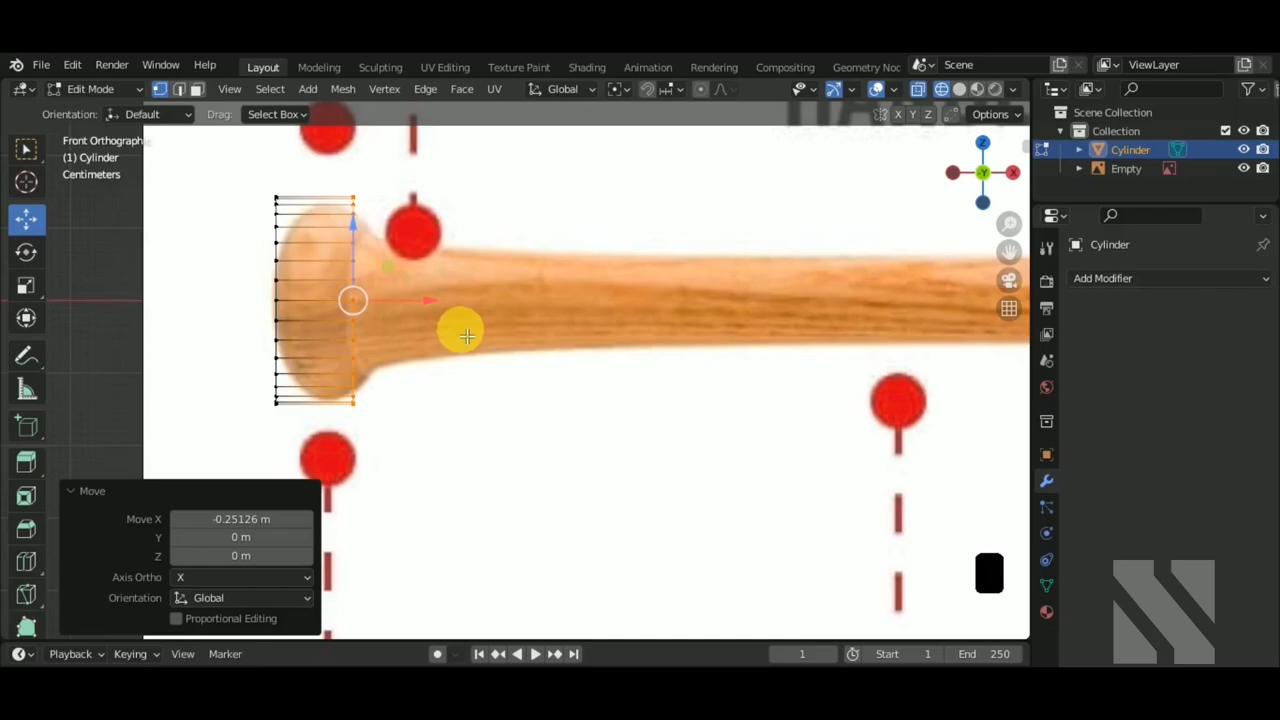 File Edit Render Window Help Layout Modeling Sculpting UV Editing Texture Paint Shading Animation Rendering Compositing Geometry Noc Scene ViewLayer
Edit Mode View Select Add Mesh Vertex Edge Face UV Global
Orientation: Default Drag: Select Box X Y Z Options
Scene Collection
Collection
Cylinder
Empty
Front Orthograph
(1) Cylinder
Centimeters
Z
-Y
X
Cylinder
Add Modifier
Move
Move X -0.25126 m
Y 0 m
Z 0 m
Axis Ortho X
Orientation Global
Proportional Editing
Playback Keying View Marker 1 Start 1 End 250